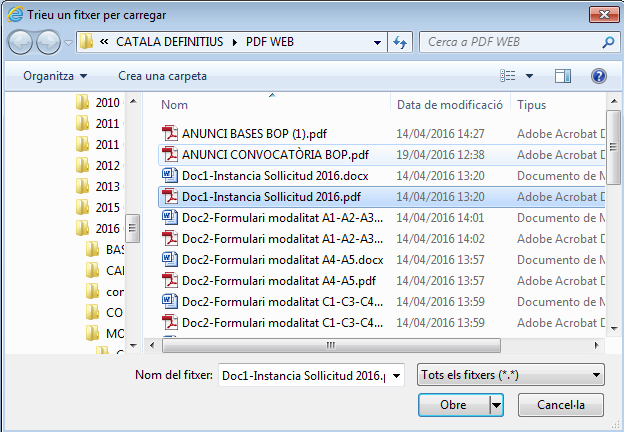 Trieu un fitxer per carregar
« CATALA DEFINITIUS PDF WEB
Cerca a PDF WEB
Organitza Crea una carpeta
Nom Data de modificació Tipus
2010
2011
2011
2012
2013
2015
2016
BAS
CAI
con
CO
MO
C
ANUNCI BASES BOP (1).pdf 14/04/2016 14:27 Adobe Acrobat D
ANUNCI CONVOCATÒRIA BOP.pdf 19/04/2016 12:38 Adobe Acrobat D
Doc1-Instancia Sollicitud 2016.docx 14/04/2016 13:20 Documento de M
Doc1-Instancia Sollicitud 2016.pdf 14/04/2016 13:20 Adobe Acrobat D
Doc2-Formulari modalitat A1-A2-A3... 14/04/2016 14:01 Documento de M
Doc2-Formulari modalitat A1-A2-A3... 14/04/2016 14:02 Adobe Acrobat D
Doc2-Formulari modalitat A4-A5.docx 14/04/2016 13:57 Documento de M
Doc2-Formulari modalitat A4-A5.pdf 14/04/2016 13:57 Adobe Acrobat D
Doc2-Formulari modalitat C1-C3-C4... 14/04/2016 13:59 Documento de M
Doc2-Formulari modalitat C1-C3-C4... 14/04/2016 13:59 Adobe Acrobat D
Nom del fitxer: Doc1-Instancia Sollicitud 2016.p Tots els fitxers (*.*)
Obre Cancel·la